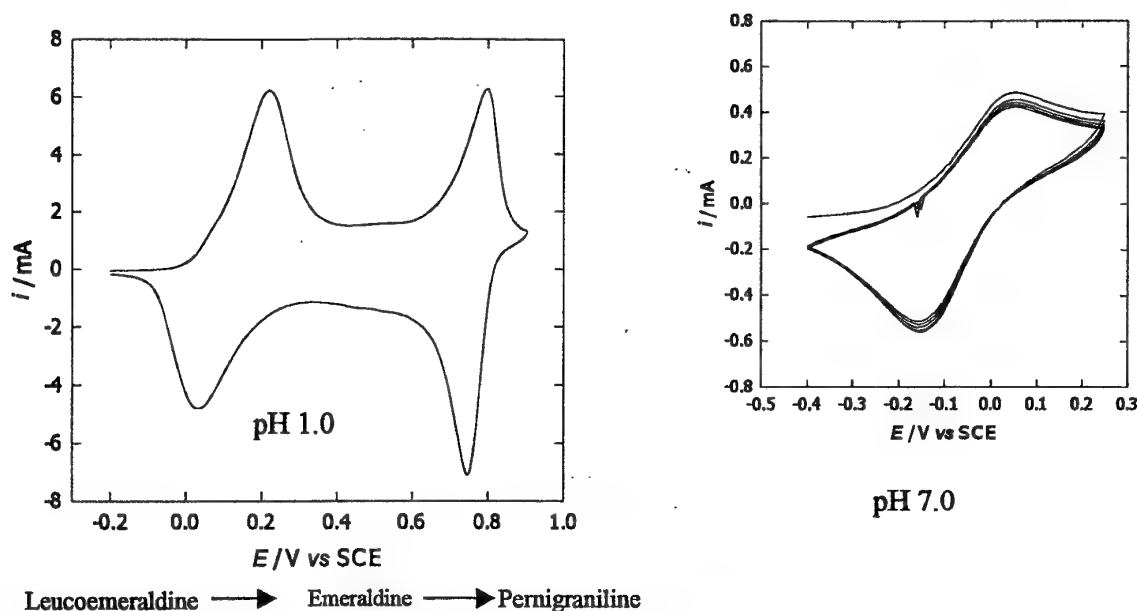 8
6
4
2
0
-2
-4
-6
-8
i /mA
-0.2 0.0 0.2 0.4 0.6 0.8 1.0
E /V vs SCE
pH 1.0
0.8
0.6
0.4
0.2
0.0
-0.2
-0.4
-0.6
-0.8
i /mA
-0.5 -0.4 -0.3 -0.2 -0.1 0.0 0.1 0.2 0.3
E /V vs SCE
pH 7.0
Leucoemeraldine → Emeraldine → Pernigraniline